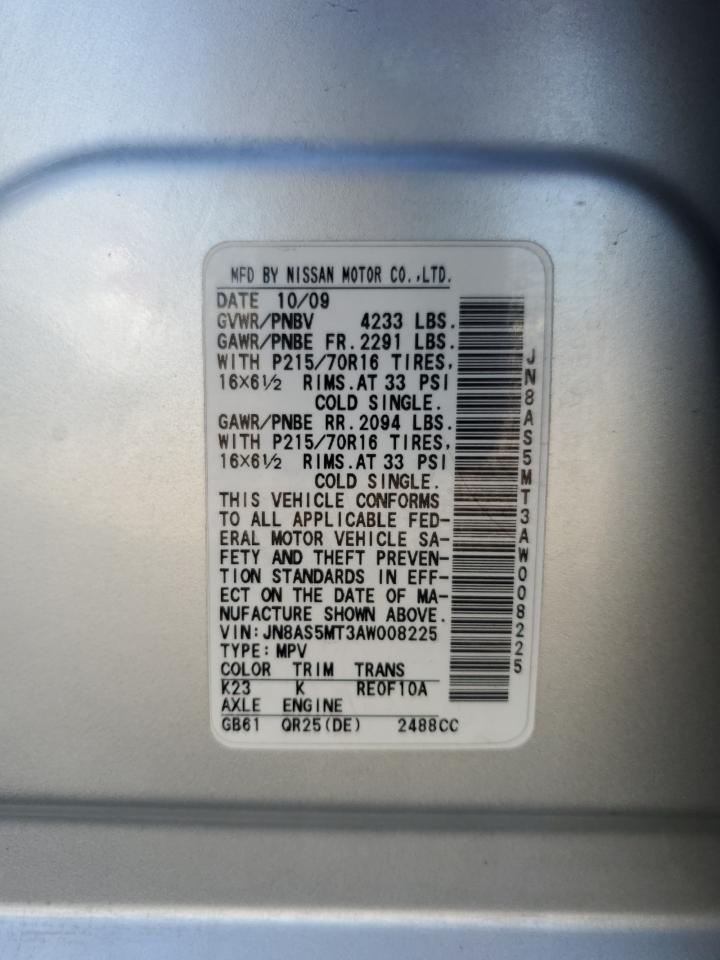 MFD BY NISSAN MOTOR CO.,LTD.
DATE 10/09
GVWR/PNBV 4233 LBS.
GAWR/PNBE FR.2291 LBS.
WITH P215/70R16 TIRES,
16×6½ RIMS.AT 33 PSI
COLD SINGLE.
GAWR/PNBE RR.2094 LBS.
WITH P215/70R16 TIRES,
16×6½ RIMS.AT 33 PSI
COLD SINGLE.
THIS VEHICLE CONFORMS
TO ALL APPLICABLE FED-
ERAL MOTOR VEHICLE SA-
FETY AND THEFT PREVEN-
TION STANDARDS IN EFF-
ECT ON THE DATE OF MA-
NUFACTURE SHOWN ABOVE.
VIN:JN8AS5MT3AW008225
TYPE:MPV
COLOR TRIM TRANS
K23 K RE0F10A
AXLE ENGINE
GB61 QR25(DE) 2488CC
JN8AS5MT3AW008225